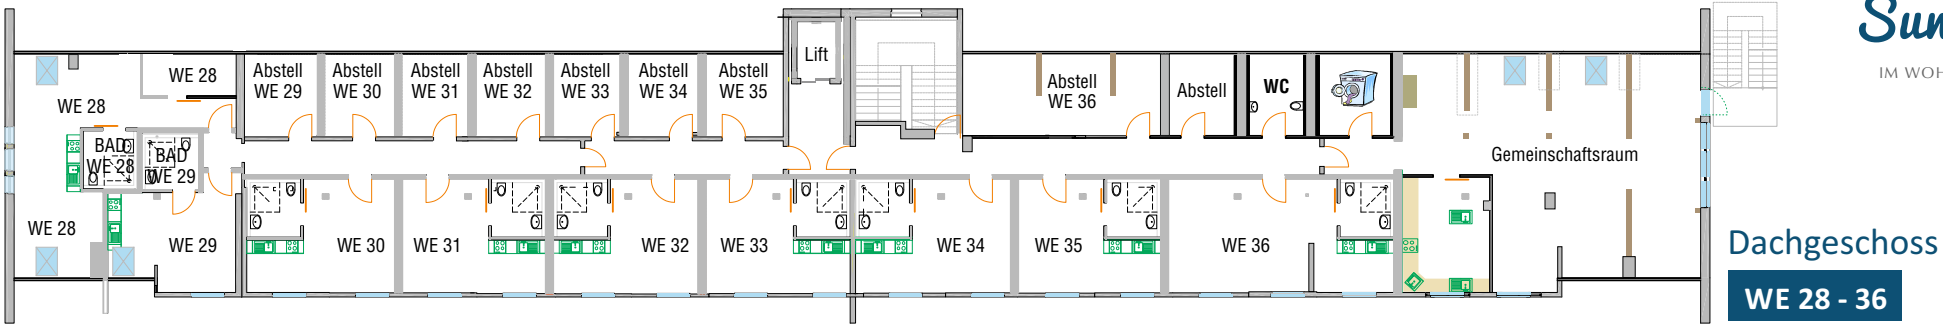 Sun
IM WOH
Lift
WE 28
Abstell
WE 29
Abstell
WE 30
Abstell
WE 31
Abstell
WE 32
Abstell
WE 33
Abstell
WE 34
Abstell
WE 35
Abstell
WE 36
Abstell
WC
WE 28
BAD
WE 28
BAD
WE 29
Gemeinschaftsraum
WE 28
WE 29
WE 30
WE 31
WE 32
WE 33
WE 34
WE 35
WE 36
Dachgeschoss
WE 28 - 36